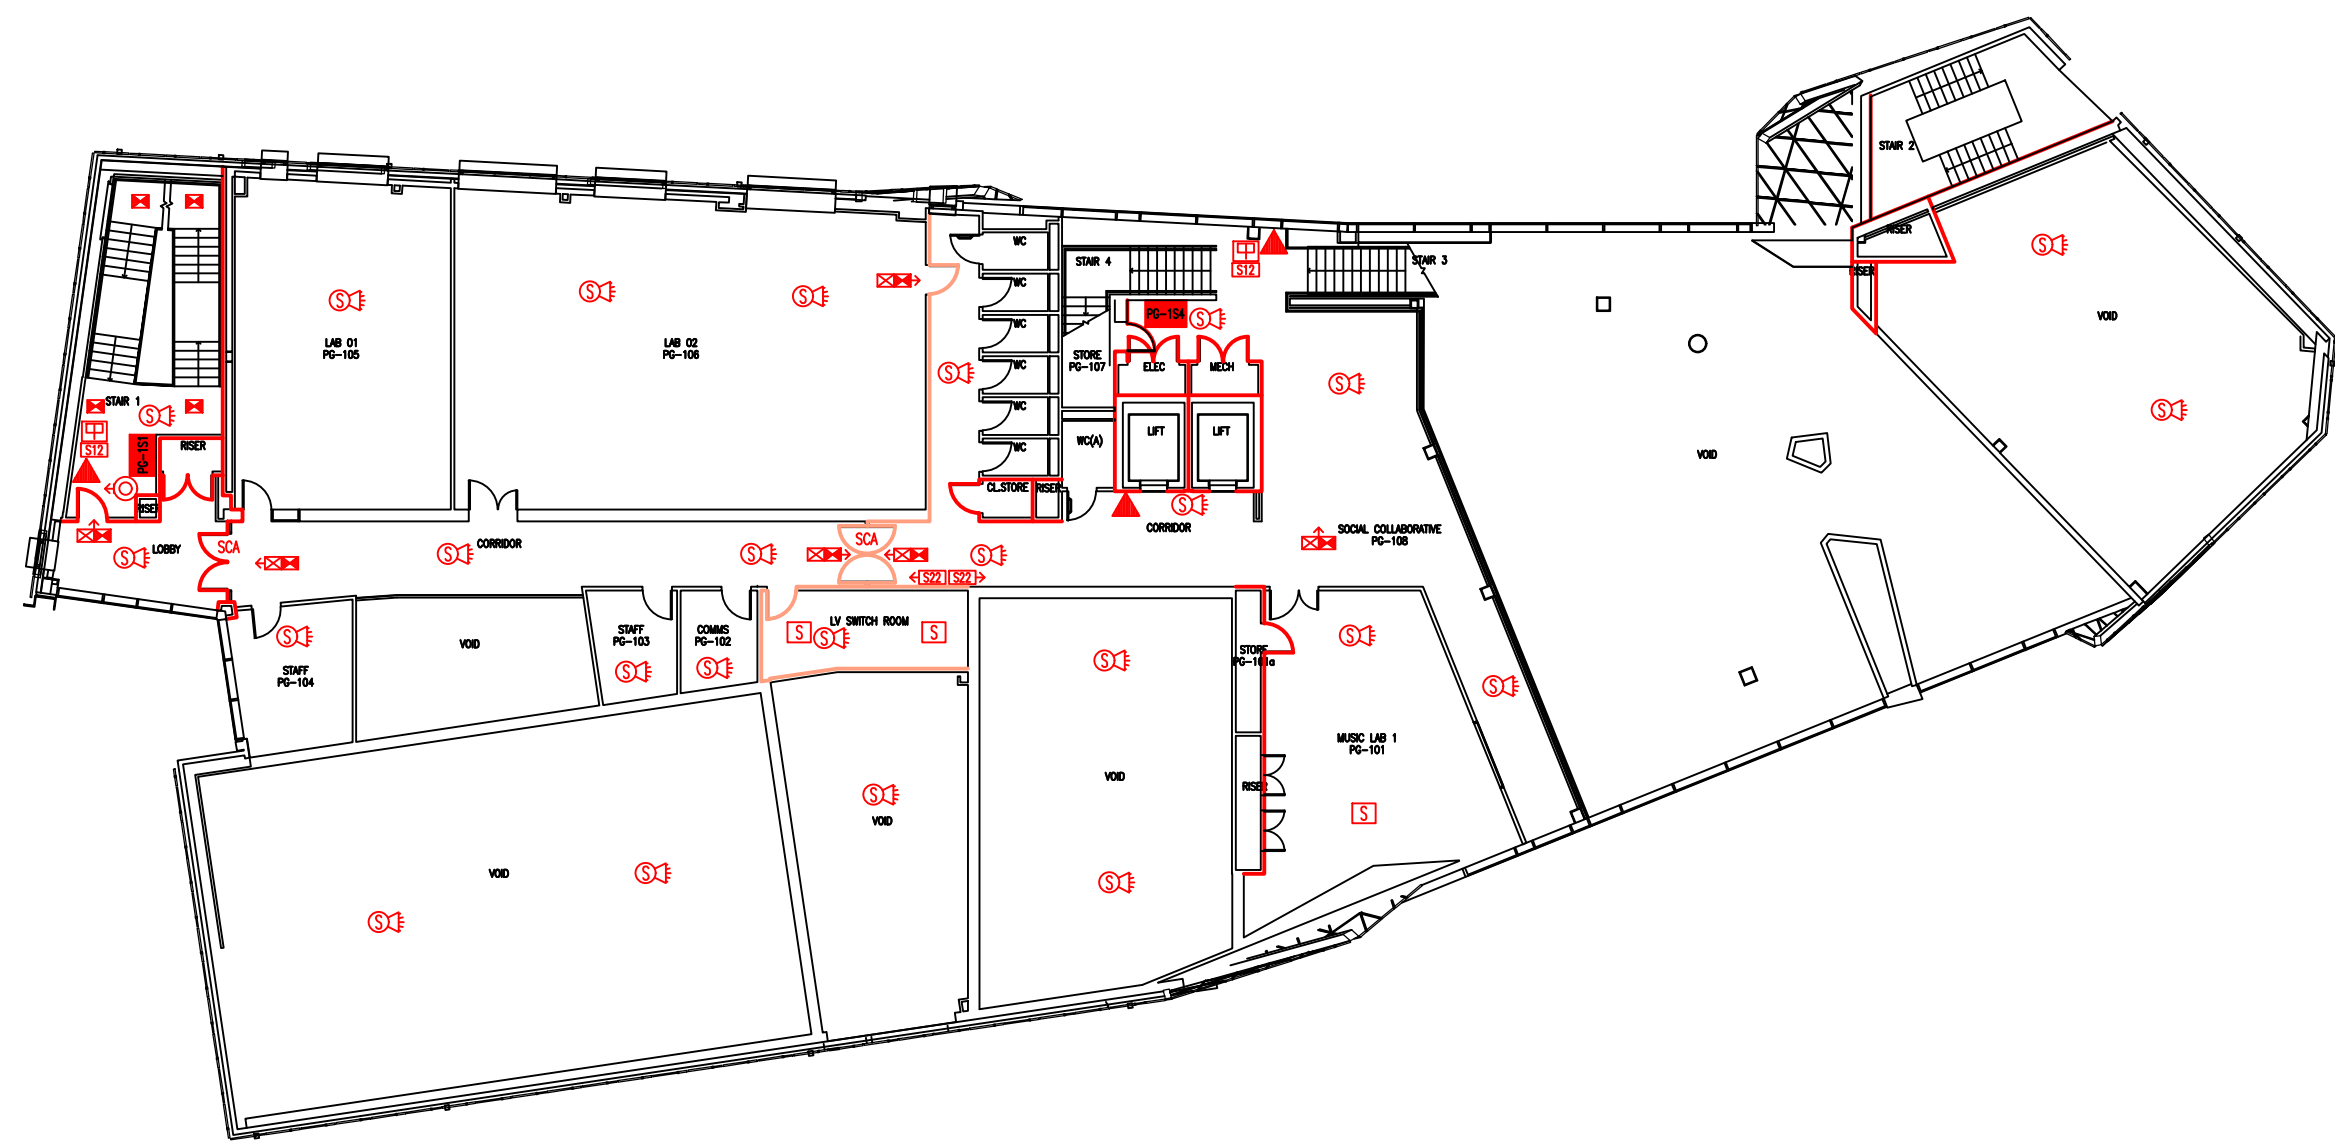 STAIR 2
RISER
RISER
VOID
WC
STAIR 4
STAIR 3
S12
WC
PG-1S4
S
S
S
S
S
S
LAB 01
PG-105
LAB 02
PG-106
WC
STORE
PG-107
ELEC
MECH
WC
S
S
S
STAIR 1
S
WC
S12
PG-1S1
RISER
WC(A)
LIFT
LIFT
WC
VOID
CL.STORE
RISER
RISER
S
CORRIDOR
SOCIAL COLLABORATIVE
PG-108
LOBBY
SCA
CORRIDOR
SCA
S
S
S
S
S22
S22
LV SWITCH ROOM
S
S
S
STAFF
PG-103
COMMS
PG-102
VOID
S
S
STORE
PG-101a
STAFF
PG-104
S
S
S
S
MUSIC LAB 1
PG-101
VOID
RISER
S
VOID
S
VOID
S
S
S